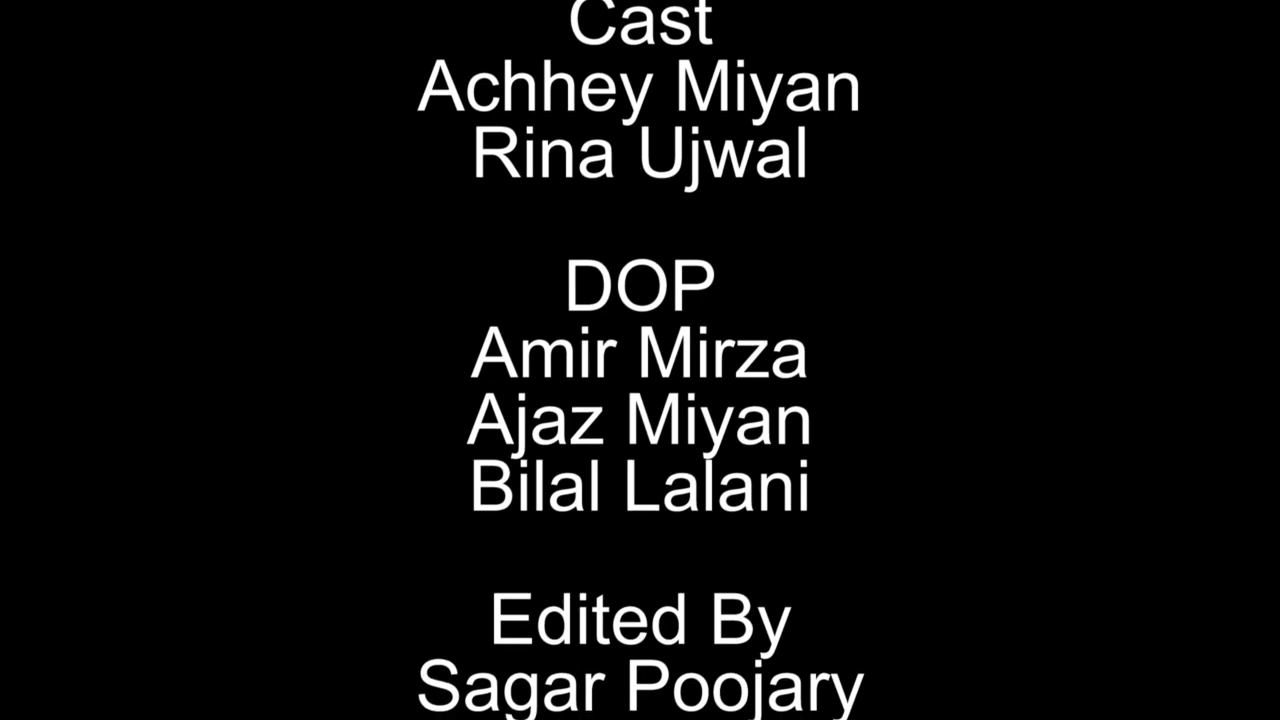 Cast
Achhey Miyan
Rina Ujwal
DOP
Amir Mirza
Ajaz Miyan
Bilal Lalani
Edited By
Sagar Poojary